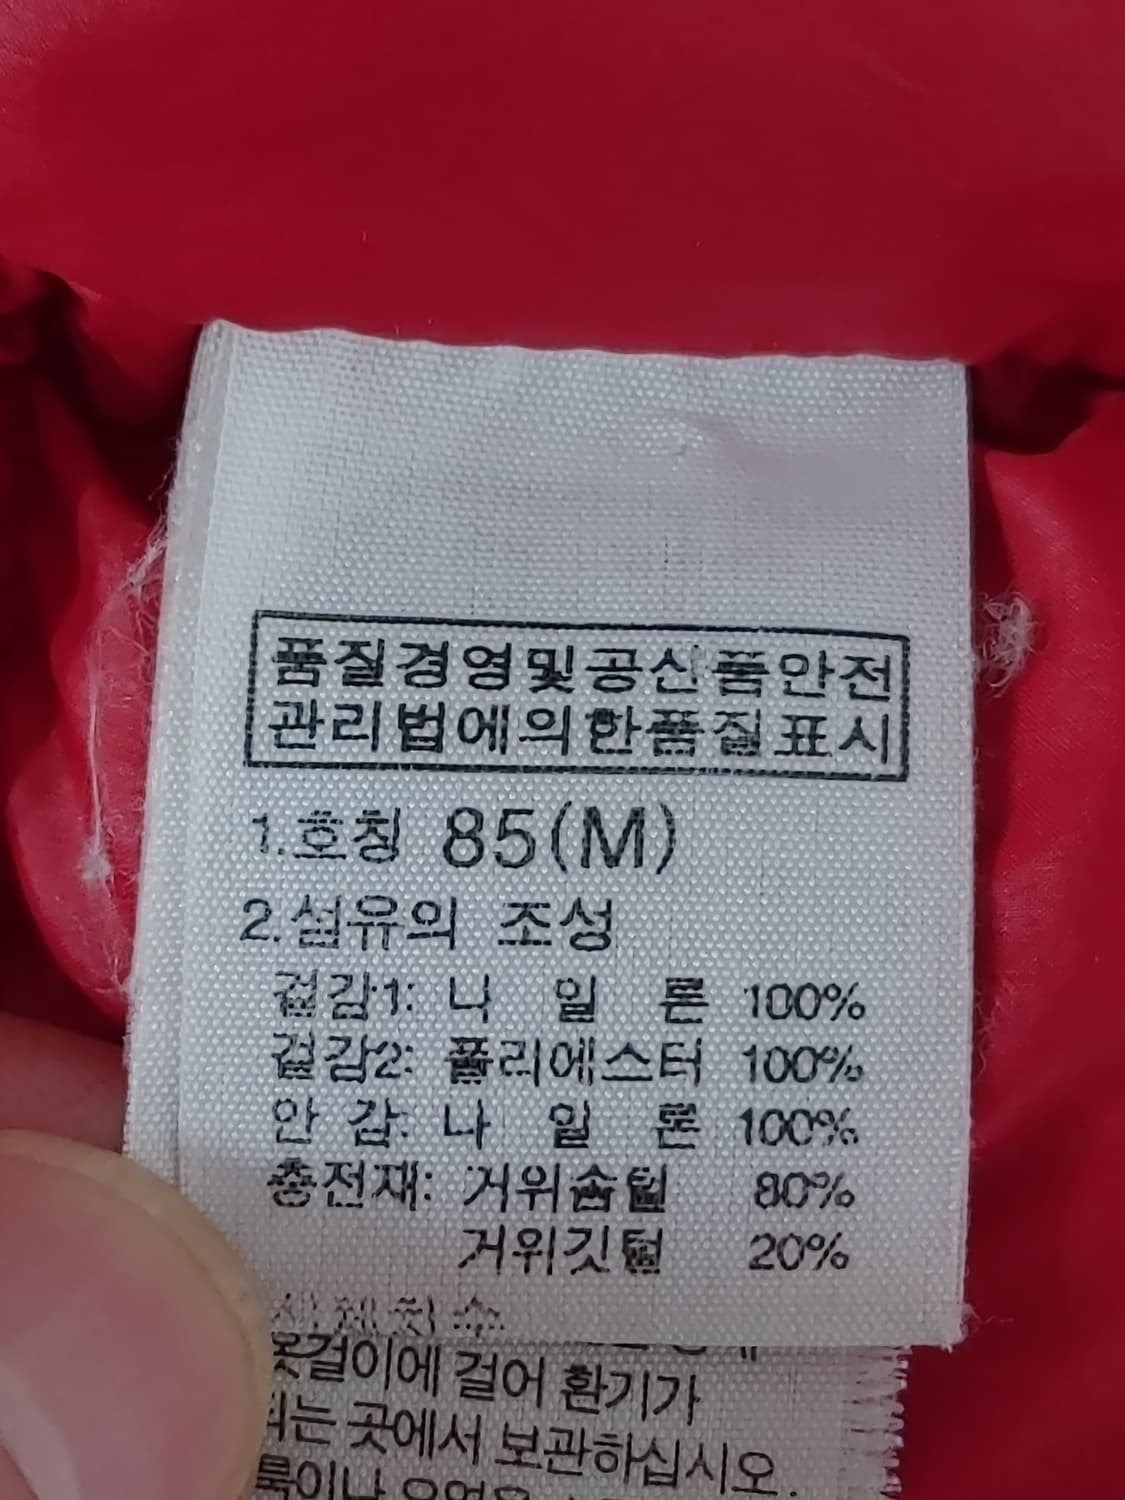 품질경영및공산품안전
관리법에의한품질표시
1.호칭 85(M)
2.섬유의 조성
겉감1: 나 일 론 100%
겉감2: 폴리에스터 100%
안 감: 나 일 론 100%
충전재: 거위솜털 80%
거위깃털 20%
옷걸이에 걸어 환기가
되는 곳에서 보관하십시오.